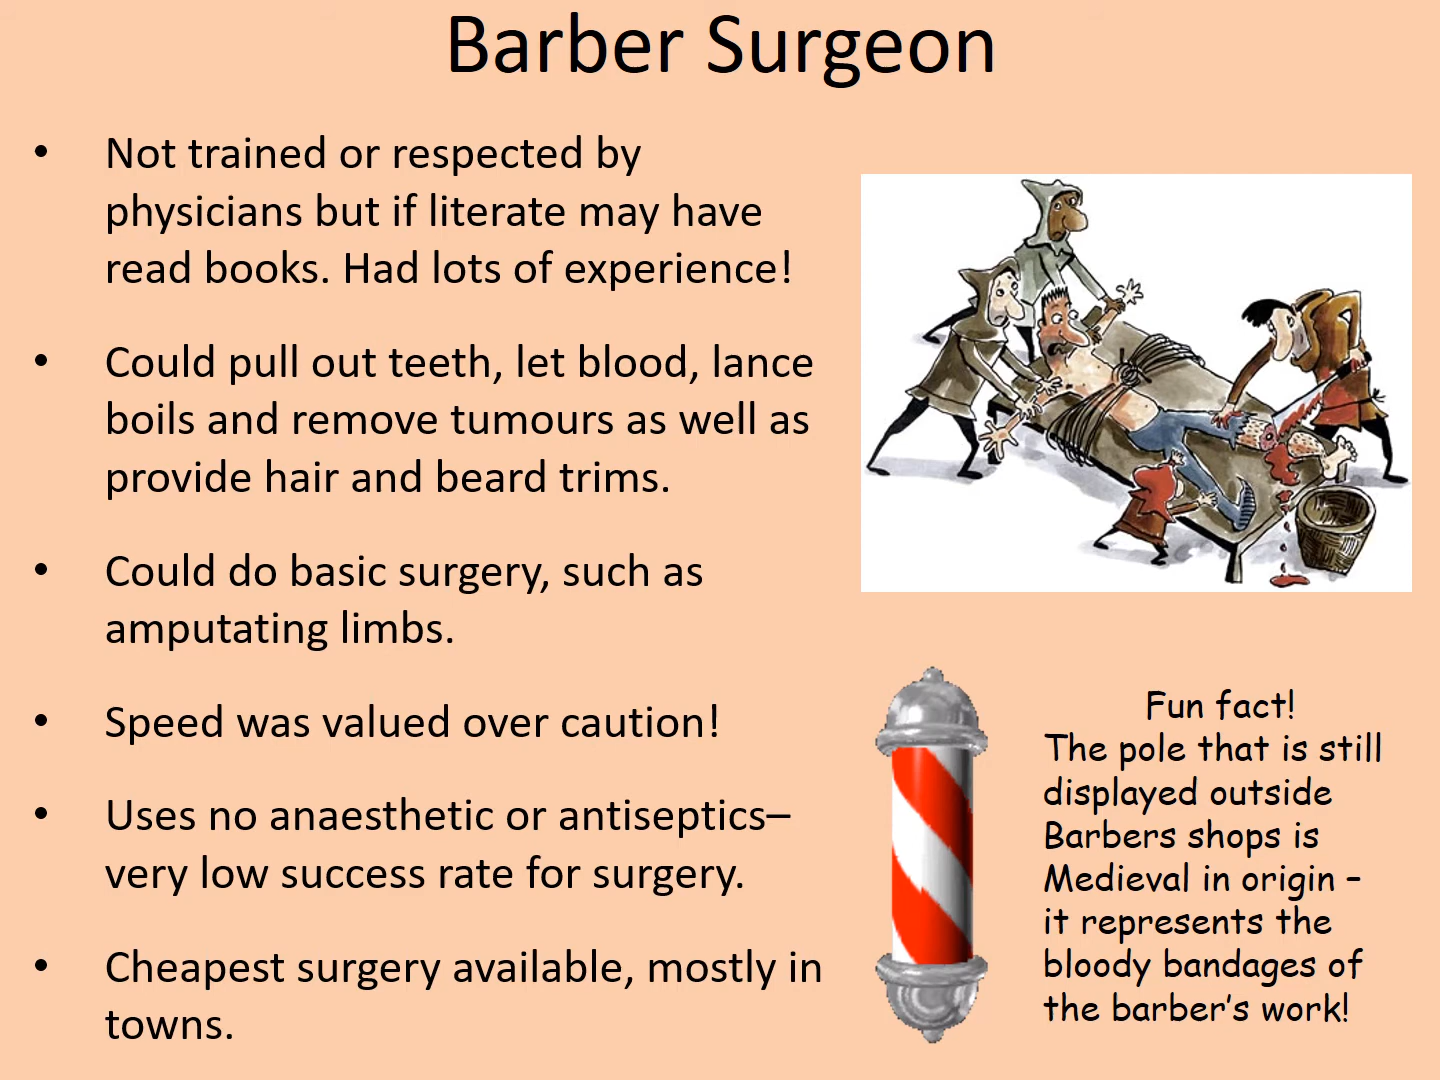 Barber Surgeon
• Not trained or respected by
physicians but if literate may have
read books. Had lots of experience!
• Could pull out teeth, let blood, lance
boils and remove tumours as well as
provide hair and beard trims.
• Could do basic surgery, such as
amputating limbs.
• Speed was valued over caution!
• Uses no anaesthetic or antiseptics–
very low success rate for surgery.
• Cheapest surgery available, mostly in
towns.
Fun fact!
The pole that is still
displayed outside
Barbers shops is
Medieval in origin –
it represents the
bloody bandages of
the barber’s work!